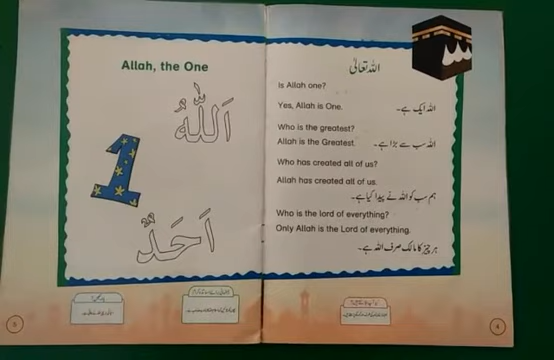 Allah, the One
اَللّٰهُ
1
اَحَدٌ
5
اللہ تعالیٰ
Is Allah one?
Yes, Allah is One.
اللہ ایک ہے۔
Who is the greatest?
Allah is the Greatest.
اللہ سب سے بڑا ہے۔
Who has created all of us?
Allah has created all of us.
ہم سب کو اللہ نے پیدا کیا ہے۔
Who is the lord of everything?
Only Allah is the Lord of everything.
ہر چیز کا مالک صرف اللہ ہے۔
4